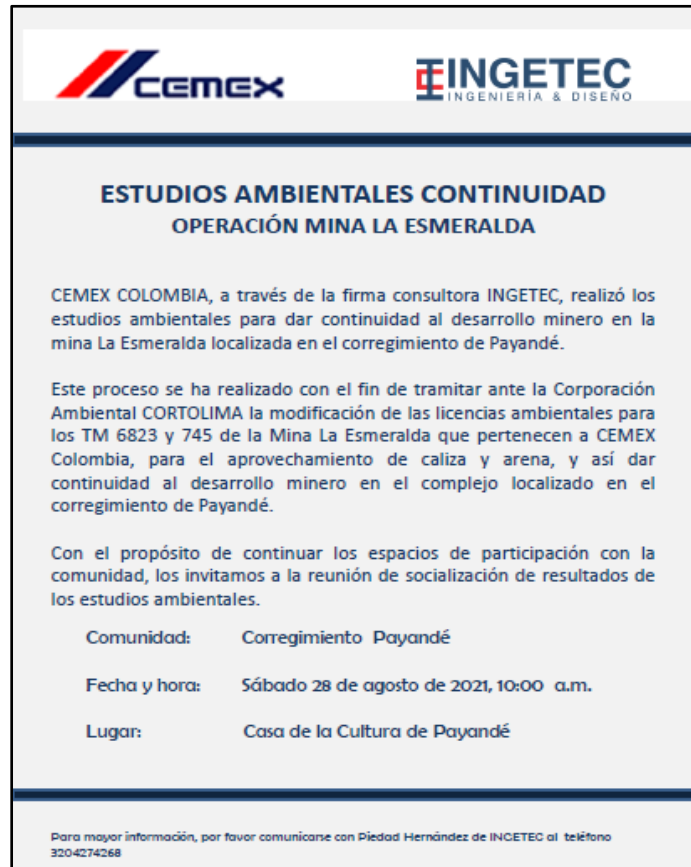 CEMEX
INGETEC
INGENIERÍA & DISEÑO
ESTUDIOS AMBIENTALES CONTINUIDAD
OPERACIÓN MINA LA ESMERALDA
CEMEX COLOMBIA, a través de la firma consultora INGETEC, realizó los
estudios ambientales para dar continuidad al desarrollo minero en la
mina La Esmeralda localizada en el corregimiento de Payandé.
Este proceso se ha realizado con el fin de tramitar ante la Corporación
Ambiental CORTOLIMA la modificación de las licencias ambientales para
los TM 6823 y 745 de la Mina La Esmeralda que pertenecen a CEMEX
Colombia, para el aprovechamiento de caliza y arena, y así dar
continuidad al desarrollo minero en el complejo localizado en el
corregimiento de Payandé.
Con el propósito de continuar los espacios de participación con la
comunidad, los invitamos a la reunión de socialización de resultados de
los estudios ambientales.
Comunidad: Corregimiento Payandé
Fecha y hora: Sábado 28 de agosto de 2021, 10:00 a.m.
Lugar: Casa de la Cultura de Payandé
Para mayor información, por favor comunicarse con Piedad Hernández de INGETEC al teléfono
3204274268